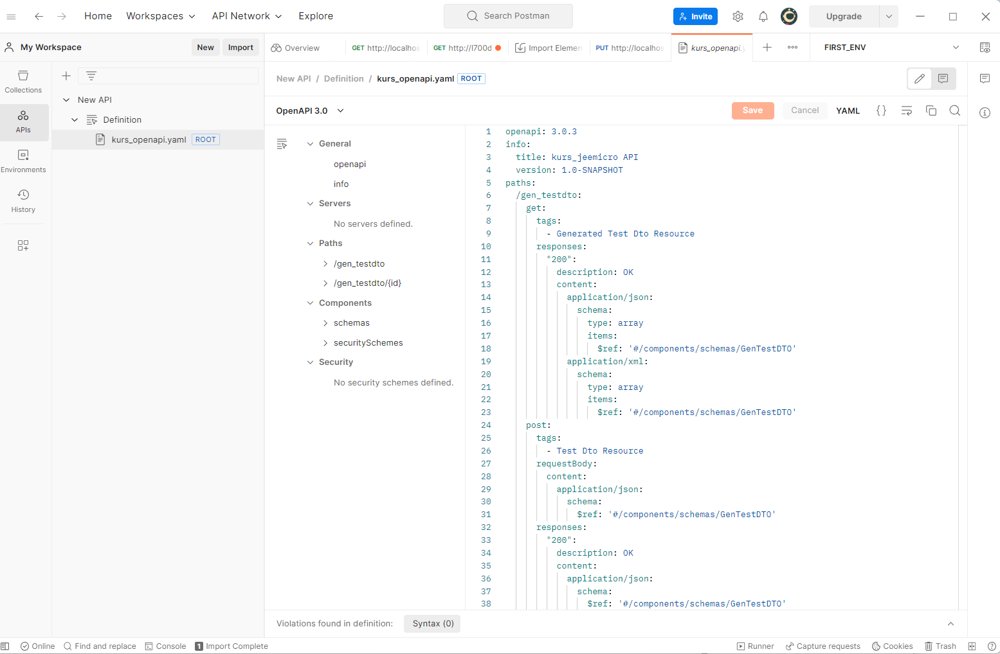 Home
Workspaces
API Network
Explore
Search Postman
Invite
Upgrade
My Workspace
New
Import
Overview
GET http://localhos
GET http://l700d
Import Elemen
PUT http://localhos
kurs_openapi.y
FIRST_ENV
Collections
APIs
Environments
History
New API
Definition
kurs_openapi.yaml ROOT
New API / Definition / kurs_openapi.yaml ROOT
OpenAPI 3.0
Save
Cancel
YAML
{}
General
openapi
info
Servers
No servers defined.
Paths
/gen_testdto
/gen_testdto/{id}
Components
schemas
securitySchemes
Security
No security schemes defined.
1 openapi: 3.0.3
2 info:
3 title: kurs_jeemicro API
4 version: 1.0-SNAPSHOT
5 paths:
6 /gen_testdto:
7 get:
8 tags:
9 - Generated Test Dto Resource
10 responses:
11 "200":
12 description: OK
13 content:
14 application/json:
15 schema:
16 type: array
17 items:
18 $ref: '#/components/schemas/GenTestDTO'
19 application/xml:
20 schema:
21 type: array
22 items:
23 $ref: '#/components/schemas/GenTestDTO'
24 post:
25 tags:
26 - Test Dto Resource
27 requestBody:
28 content:
29 application/json:
30 schema:
31 $ref: '#/components/schemas/GenTestDTO'
32 responses:
33 "200":
34 description: OK
35 content:
36 application/json:
37 schema:
38 $ref: '#/components/schemas/GenTestDTO'
Violations found in definition:
Syntax (0)
Online
Find and replace
Console
1 Import Complete
Runner
Capture requests
Cookies
Trash